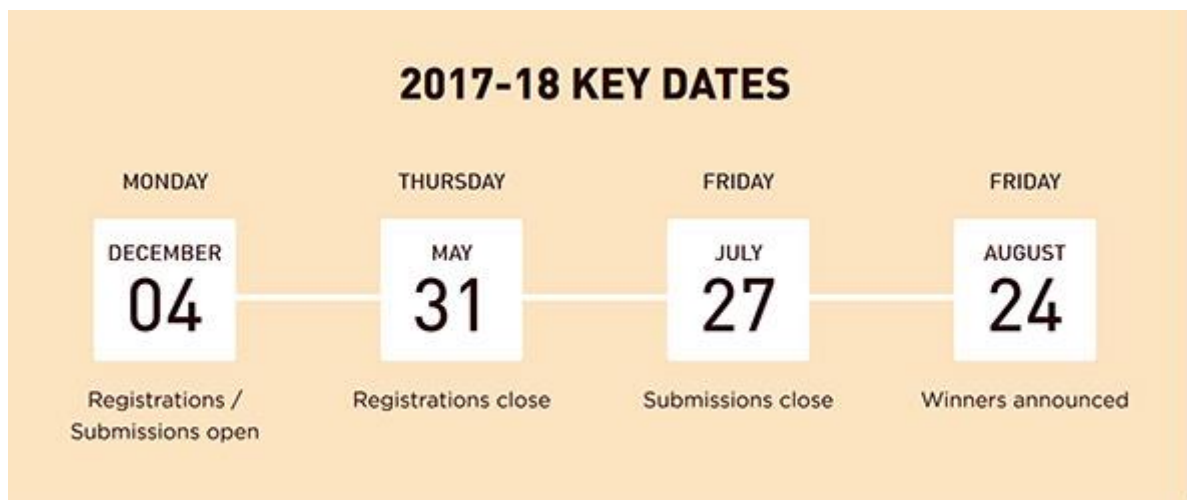 2017-18 KEY DATES
MONDAY
DECEMBER
04
Registrations /
Submissions open
THURSDAY
MAY
31
Registrations close
FRIDAY
JULY
27
Submissions close
FRIDAY
AUGUST
24
Winners announced